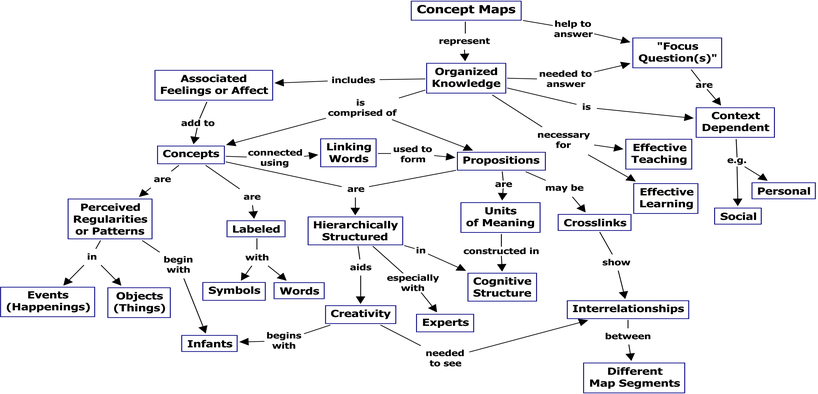 Concept Maps
help to
answer
represent
"Focus
Question(s)"
Associated
Feelings or Affect
includes
Organized
Knowledge
needed to
answer
are
is
comprised of
is
Context
Dependent
add to
necessary
for
Concepts
connected
using
Linking
Words
used to
form
Propositions
Effective
Teaching
e.g.
are
are
are
are
may be
Effective
Learning
Personal
Perceived
Regularities
or Patterns
Labeled
Hierarchically
Structured
Units
of Meaning
Crosslinks
Social
in
begin
with
with
aids
in
especially
with
constructed in
show
Events
(Happenings)
Objects
(Things)
Symbols
Words
Cognitive
Structure
Creativity
Experts
Interrelationships
Infants
begins
with
needed
to see
between
Different
Map Segments